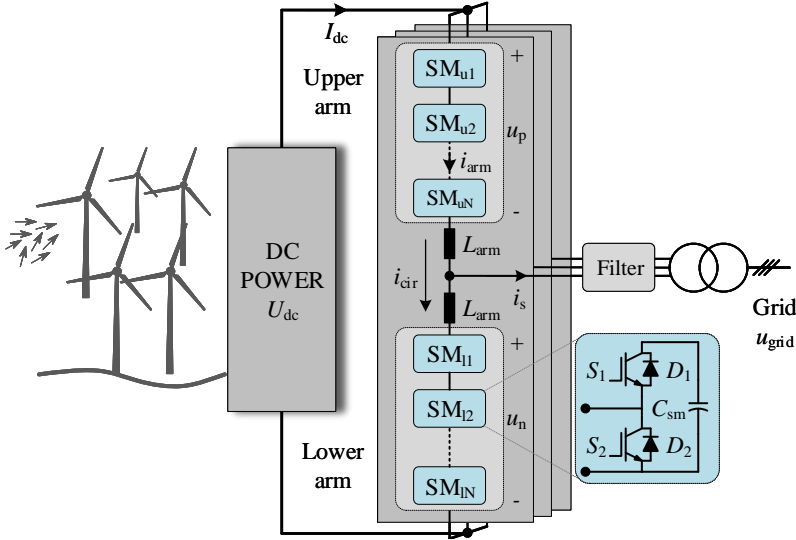 I_dc
Upper
arm
SM_u1
+
SM_u2
u_p
i_arm
SM_uN
-
DC
POWER
U_dc
L_arm
i_cir
i_s
L_arm
Filter
Grid
u_grid
SM_l1
+
SM_l2
u_n
S_1
D_1
C_sm
S_2
D_2
Lower
arm
SM_lN
-